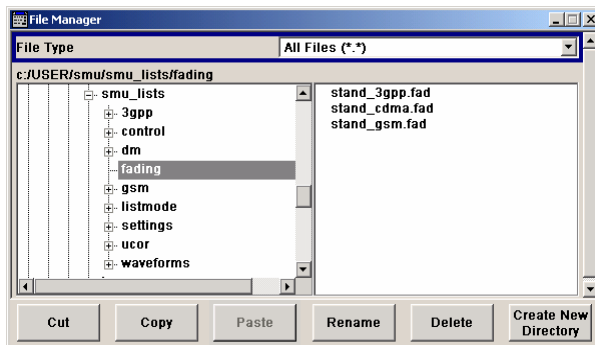 File Manager
File Type
All Files (*.*)
c:/USER/smu/smu_lists/fading
smu_lists
3gpp
control
dm
fading
gsm
listmode
settings
ucor
waveforms
stand_3gpp.fad
stand_cdma.fad
stand_gsm.fad
Cut
Copy
Paste
Rename
Delete
Create New
Directory